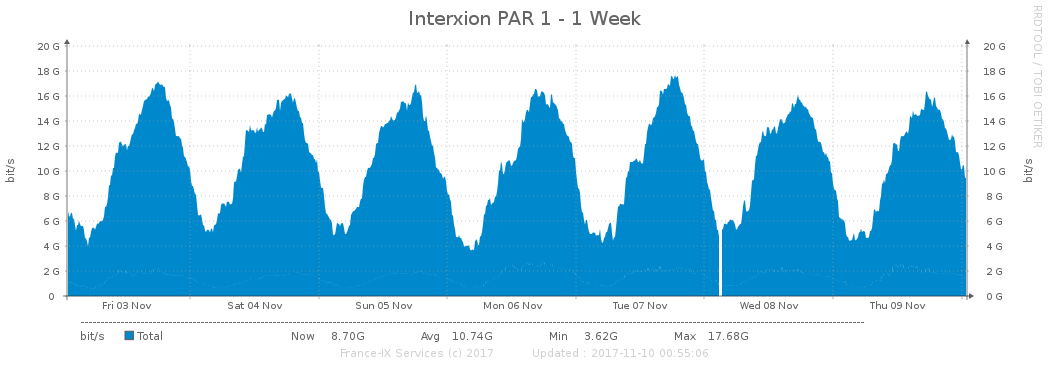 Interxion PAR 1 - 1 Week
RRDTOOL / TOBI OETIKER
bit/s
bit/s
20 G 20 G
18 G 18 G
16 G 16 G
14 G 14 G
12 G 12 G
10 G 10 G
8 G 8 G
6 G 6 G
4 G 4 G
2 G 2 G
0 0 G
Fri 03 Nov Sat 04 Nov Sun 05 Nov Mon 06 Nov Tue 07 Nov Wed 08 Nov Thu 09 Nov
bit/s Total Now 8.70G Avg 10.74G Min 3.62G Max 17.68G
France-IX Services (c) 2017 Updated : 2017-11-10 00:55:06